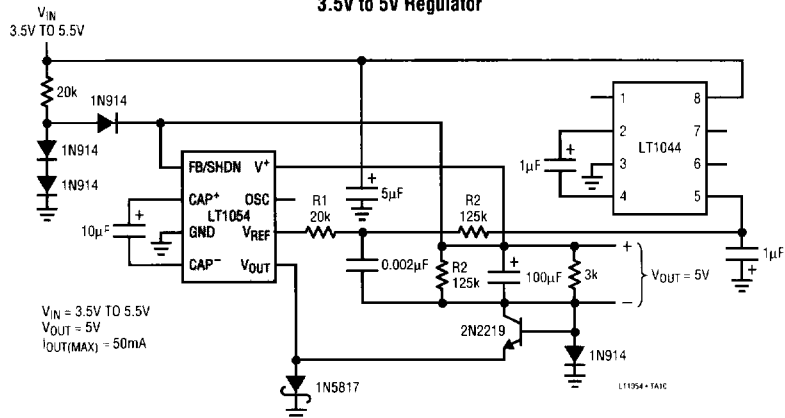 3.5V to 5V Regulator
VIN
3.5V TO 5.5V
20k
1N914
1N914
1N914
FB/SHDN V+
CAP+ OSC
LT1054
GND VREF
CAP− VOUT
10µF
+
5µF
+
R1
20k
R2
125k
0.002µF
R2
125k
100µF
+
3k
+
−
VOUT = 5V
1 8
2 7
LT1044
3 6
4 5
1µF
+
1µF
+
2N2219
1N914
1N5817
VIN = 3.5V TO 5.5V
VOUT = 5V
IOUT(MAX) = 50mA
LT1054 • TA10